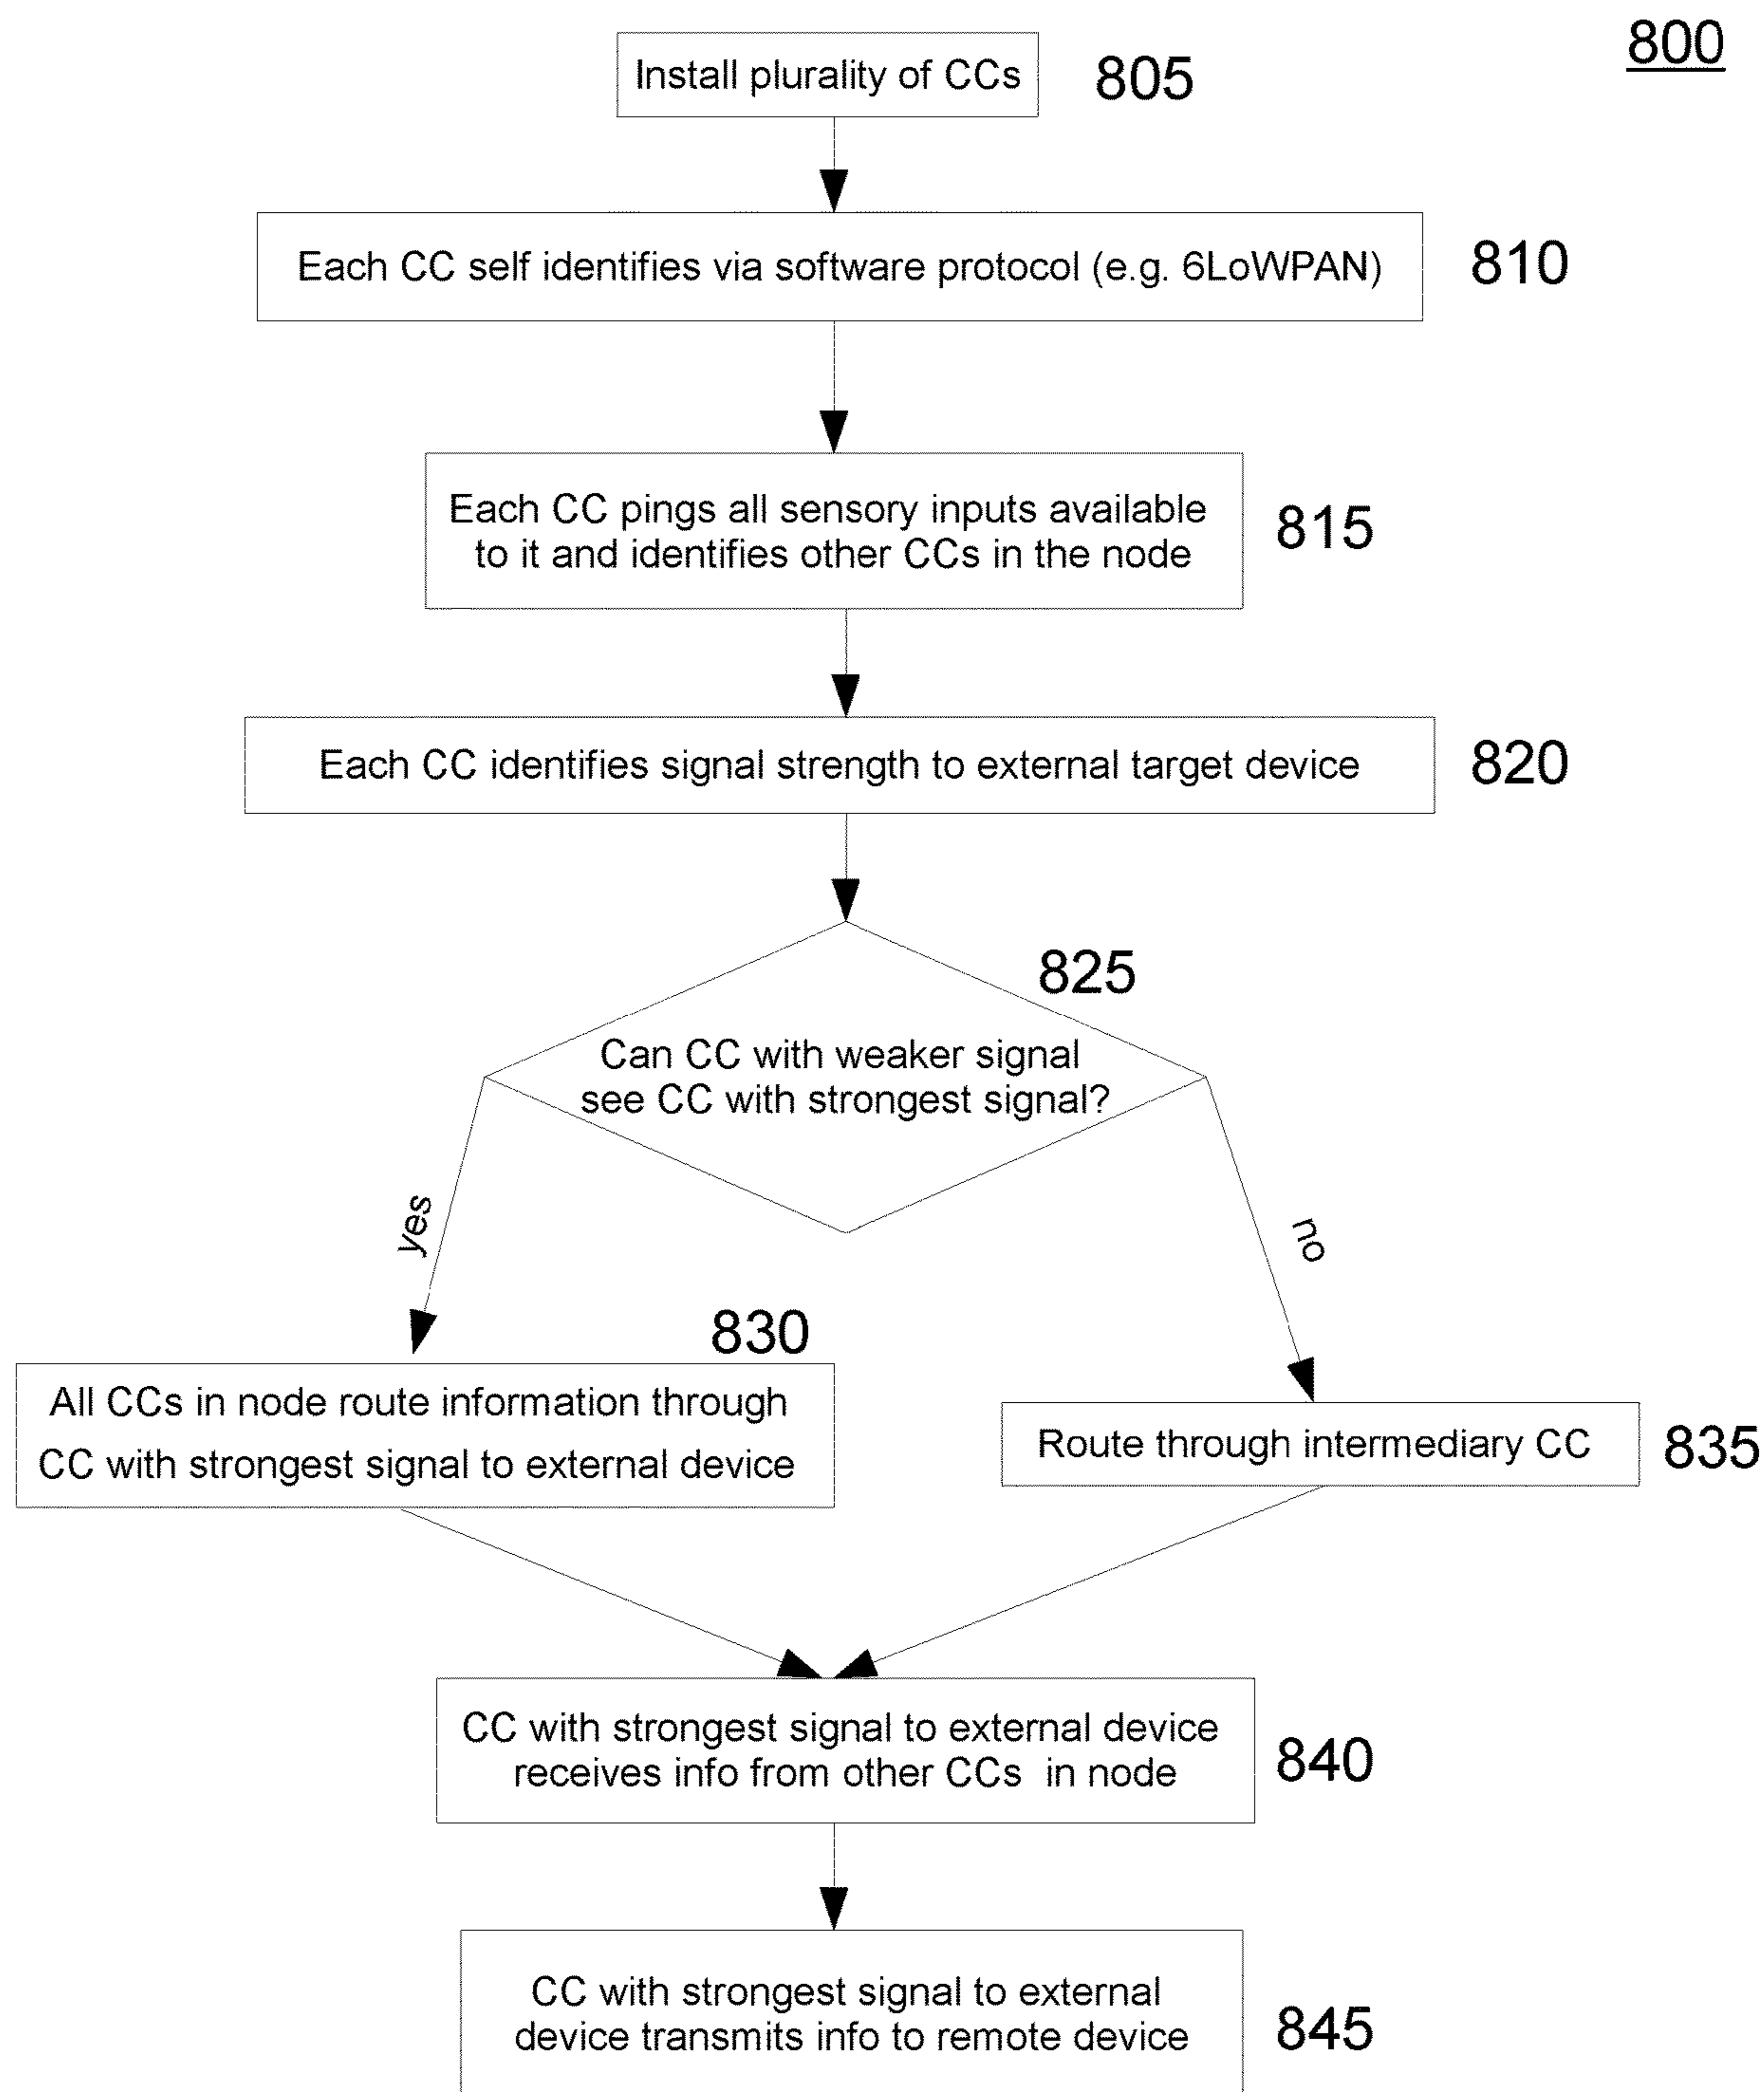 800
Install plurality of CCs
805
Each CC self identifies via software protocol (e.g. 6LoWPAN)
810
Each CC pings all sensory inputs available
to it and identifies other CCs in the node
815
Each CC identifies signal strength to external target device
820
825
Can CC with weaker signal
see CC with strongest signal?
yes
no
830
All CCs in node route information through
CC with strongest signal to external device
Route through intermediary CC
835
CC with strongest signal to external device
receives info from other CCs in node
840
CC with strongest signal to external
device transmits info to remote device
845